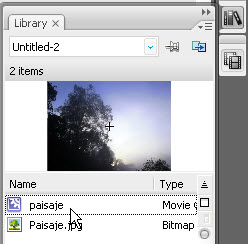 Library
Untitled-2
2 items
Name Type
paisaje Movie C
Paisaje.jpg Bitmap